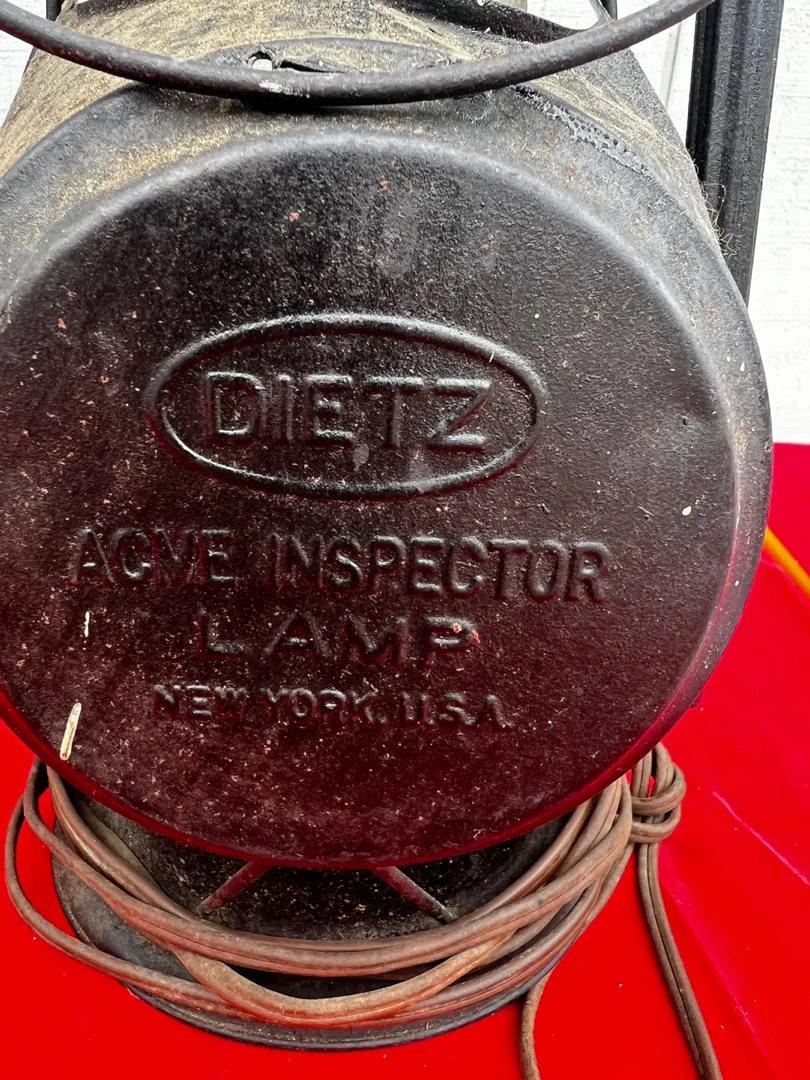 DIETZ
ACME INSPECTOR
LAMP
NEW YORK. U.S.A.